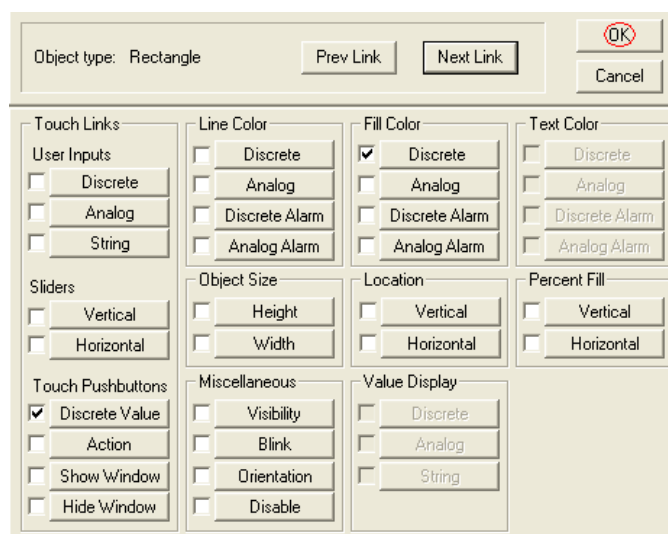 Object type: Rectangle
Prev Link
Next Link
OK
Cancel
Touch Links
User Inputs
Discrete
Analog
String
Sliders
Vertical
Horizontal
Touch Pushbuttons
Discrete Value
Action
Show Window
Hide Window
Line Color
Discrete
Analog
Discrete Alarm
Analog Alarm
Object Size
Height
Width
Miscellaneous
Visibility
Blink
Orientation
Disable
Fill Color
Discrete
Analog
Discrete Alarm
Analog Alarm
Location
Vertical
Horizontal
Value Display
Discrete
Analog
String
Text Color
Discrete
Analog
Discrete Alarm
Analog Alarm
Percent Fill
Vertical
Horizontal